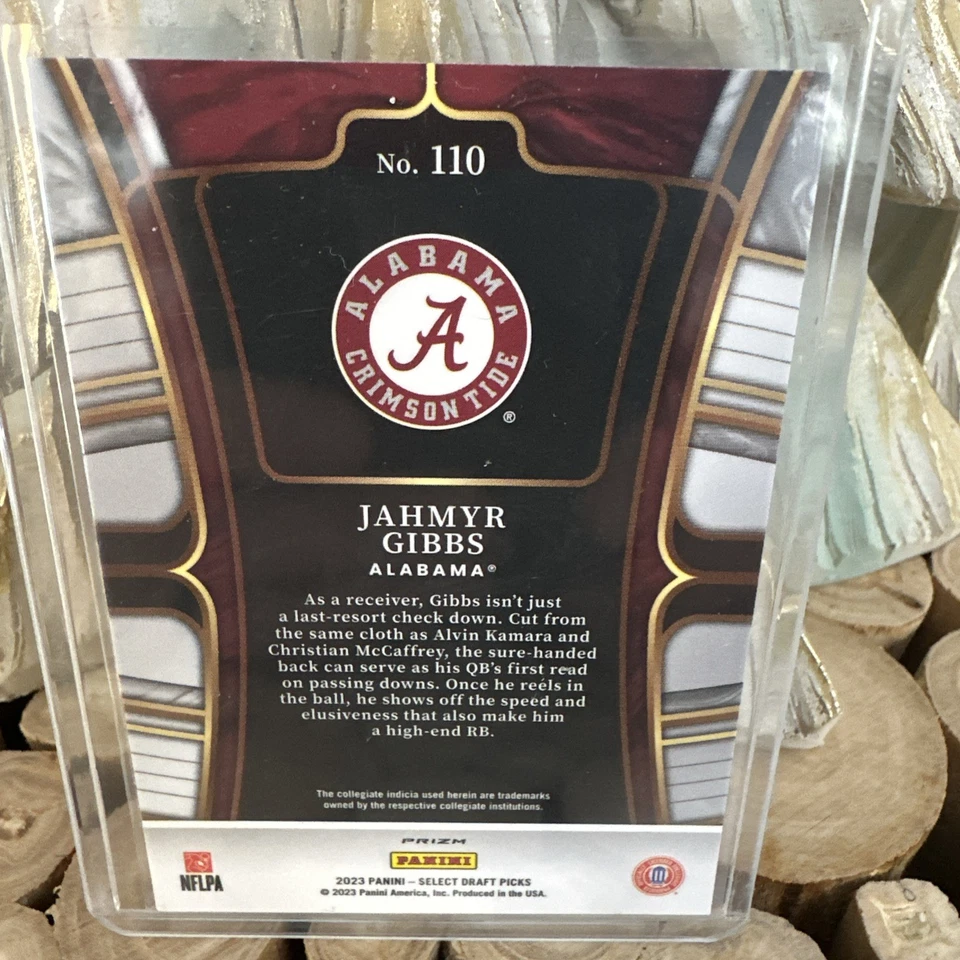 No. 110
ALABAMA
A
CRIMSON TIDE
®
JAHMYR
GIBBS
ALABAMA®
As a receiver, Gibbs isn't just
a last-resort check down. Cut from
the same cloth as Alvin Kamara and
Christian McCaffrey, the sure-handed
back can serve as his QB's first read
on passing downs. Once he reels in
the ball, he shows off the speed and
elusiveness that also make him
a high-end RB.
The collegiate indicia used herein are trademarks
owned by the respective collegiate institutions.
PRIZM
PANINI
NFLPA
2023 PANINI – SELECT DRAFT PICKS
© 2023 Panini America, Inc. Produced in the USA.